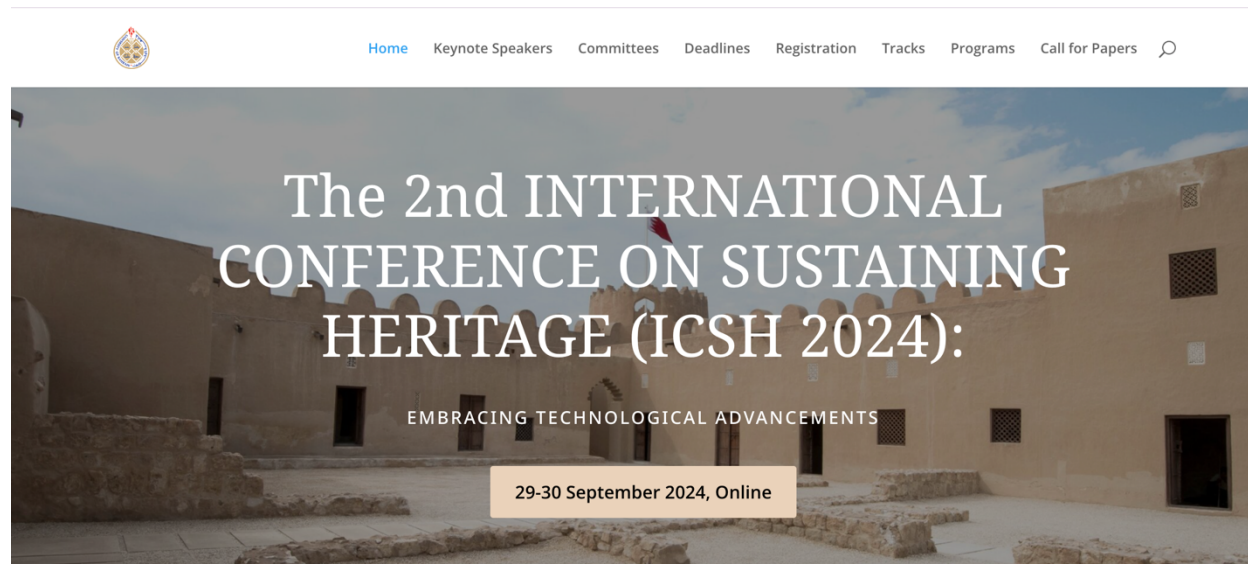 Home Keynote Speakers Committees Deadlines Registration Tracks Programs Call for Papers
The 2nd INTERNATIONAL
CONFERENCE ON SUSTAINING
HERITAGE (ICSH 2024):
EMBRACING TECHNOLOGICAL ADVANCEMENTS
29-30 September 2024, Online